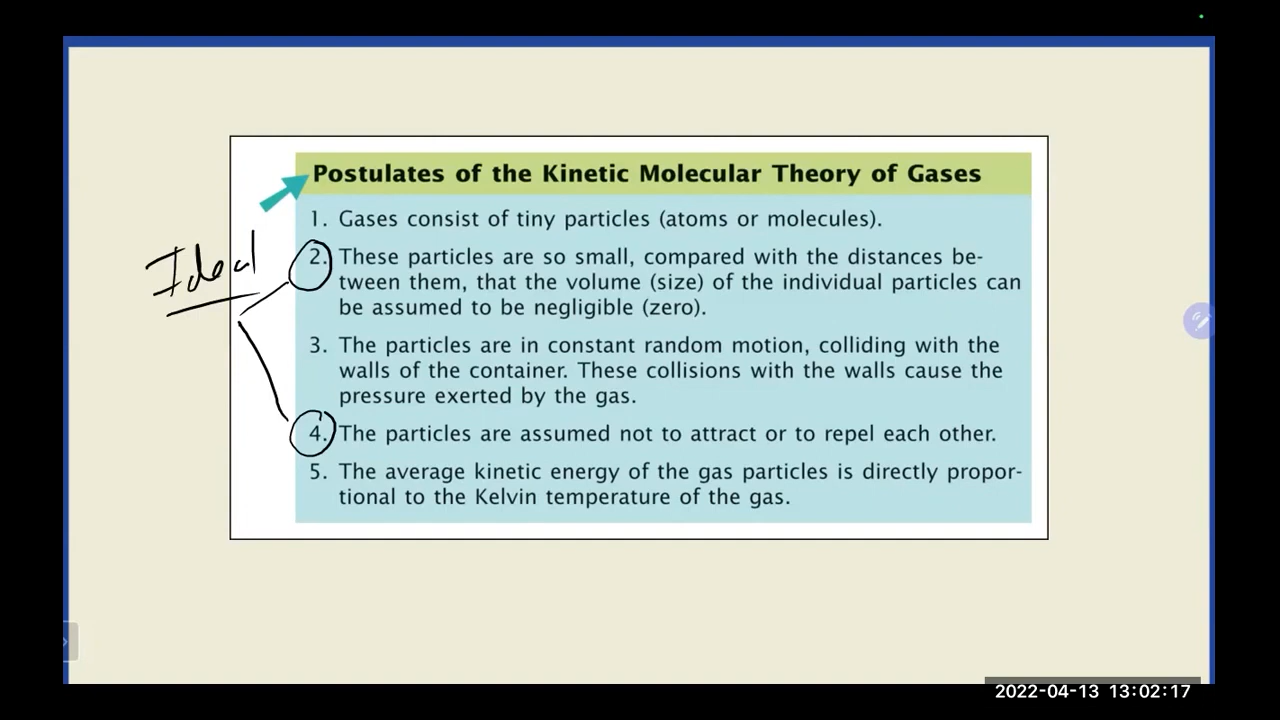 Postulates of the Kinetic Molecular Theory of Gases
1. Gases consist of tiny particles (atoms or molecules).
Ideal
2. These particles are so small, compared with the distances be-
tween them, that the volume (size) of the individual particles can
be assumed to be negligible (zero).
3. The particles are in constant random motion, colliding with the
walls of the container. These collisions with the walls cause the
pressure exerted by the gas.
4. The particles are assumed not to attract or to repel each other.
5. The average kinetic energy of the gas particles is directly propor-
tional to the Kelvin temperature of the gas.
2022-04-13 13:02:17